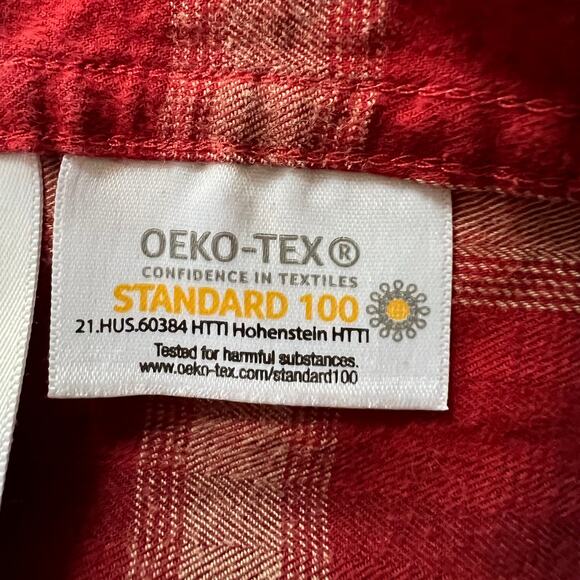 OEKO-TEX®
CONFIDENCE IN TEXTILES
STANDARD 100
21.HUS.60384 HTTI Hohenstein HTTI
Tested for harmful substances.
www.oeko-tex.com/standard100